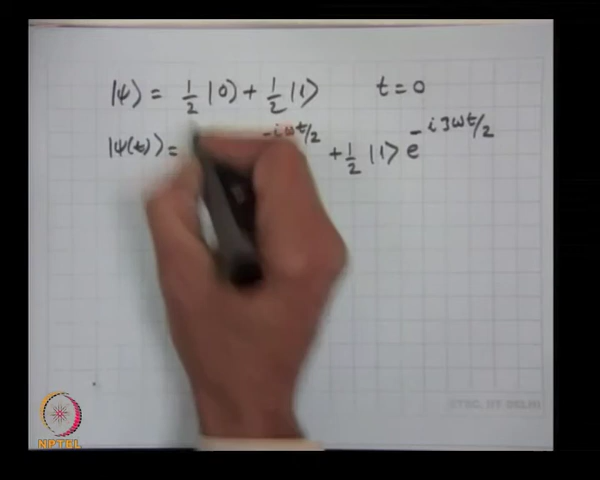 |ψ⟩ = 1/2 |0⟩ + 1/2 |1⟩ t = 0
|ψ(t)⟩ = -iωt/2 + 1/2 |1⟩ e^{-i3ωt/2}
NPTEL